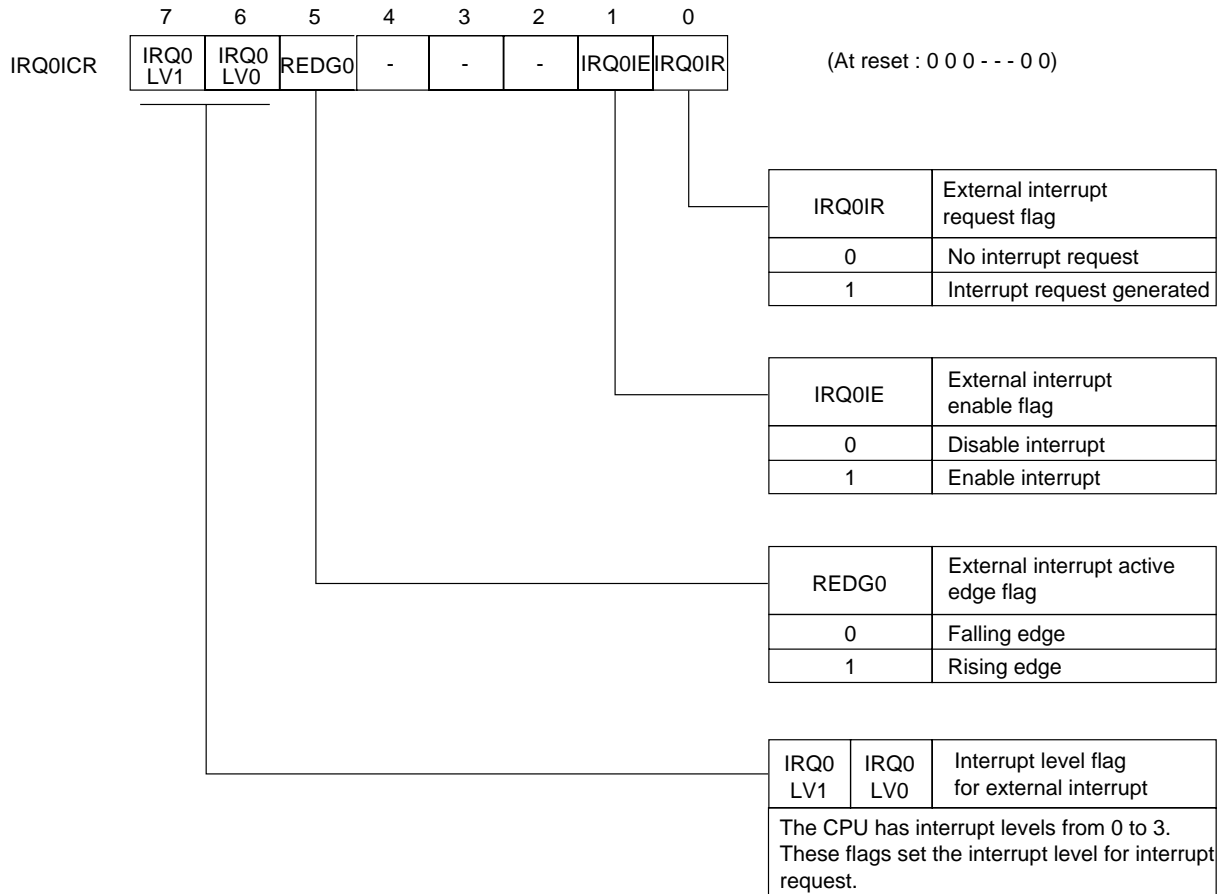 7 6 5 4 3 2 1 0
IRQ0ICR
IRQ0 LV1
IRQ0 LV0
REDG0
-
-
-
IRQ0IE
IRQ0IR
(At reset : 0 0 0 - - - 0 0)
IRQ0IR
External interrupt
request flag
0 No interrupt request
1 Interrupt request generated
IRQ0IE
External interrupt
enable flag
0 Disable interrupt
1 Enable interrupt
REDG0
External interrupt active
edge flag
0 Falling edge
1 Rising edge
IRQ0 LV1
IRQ0 LV0
Interrupt level flag
for external interrupt
The CPU has interrupt levels from 0 to 3.
These flags set the interrupt level for interrupt
request.